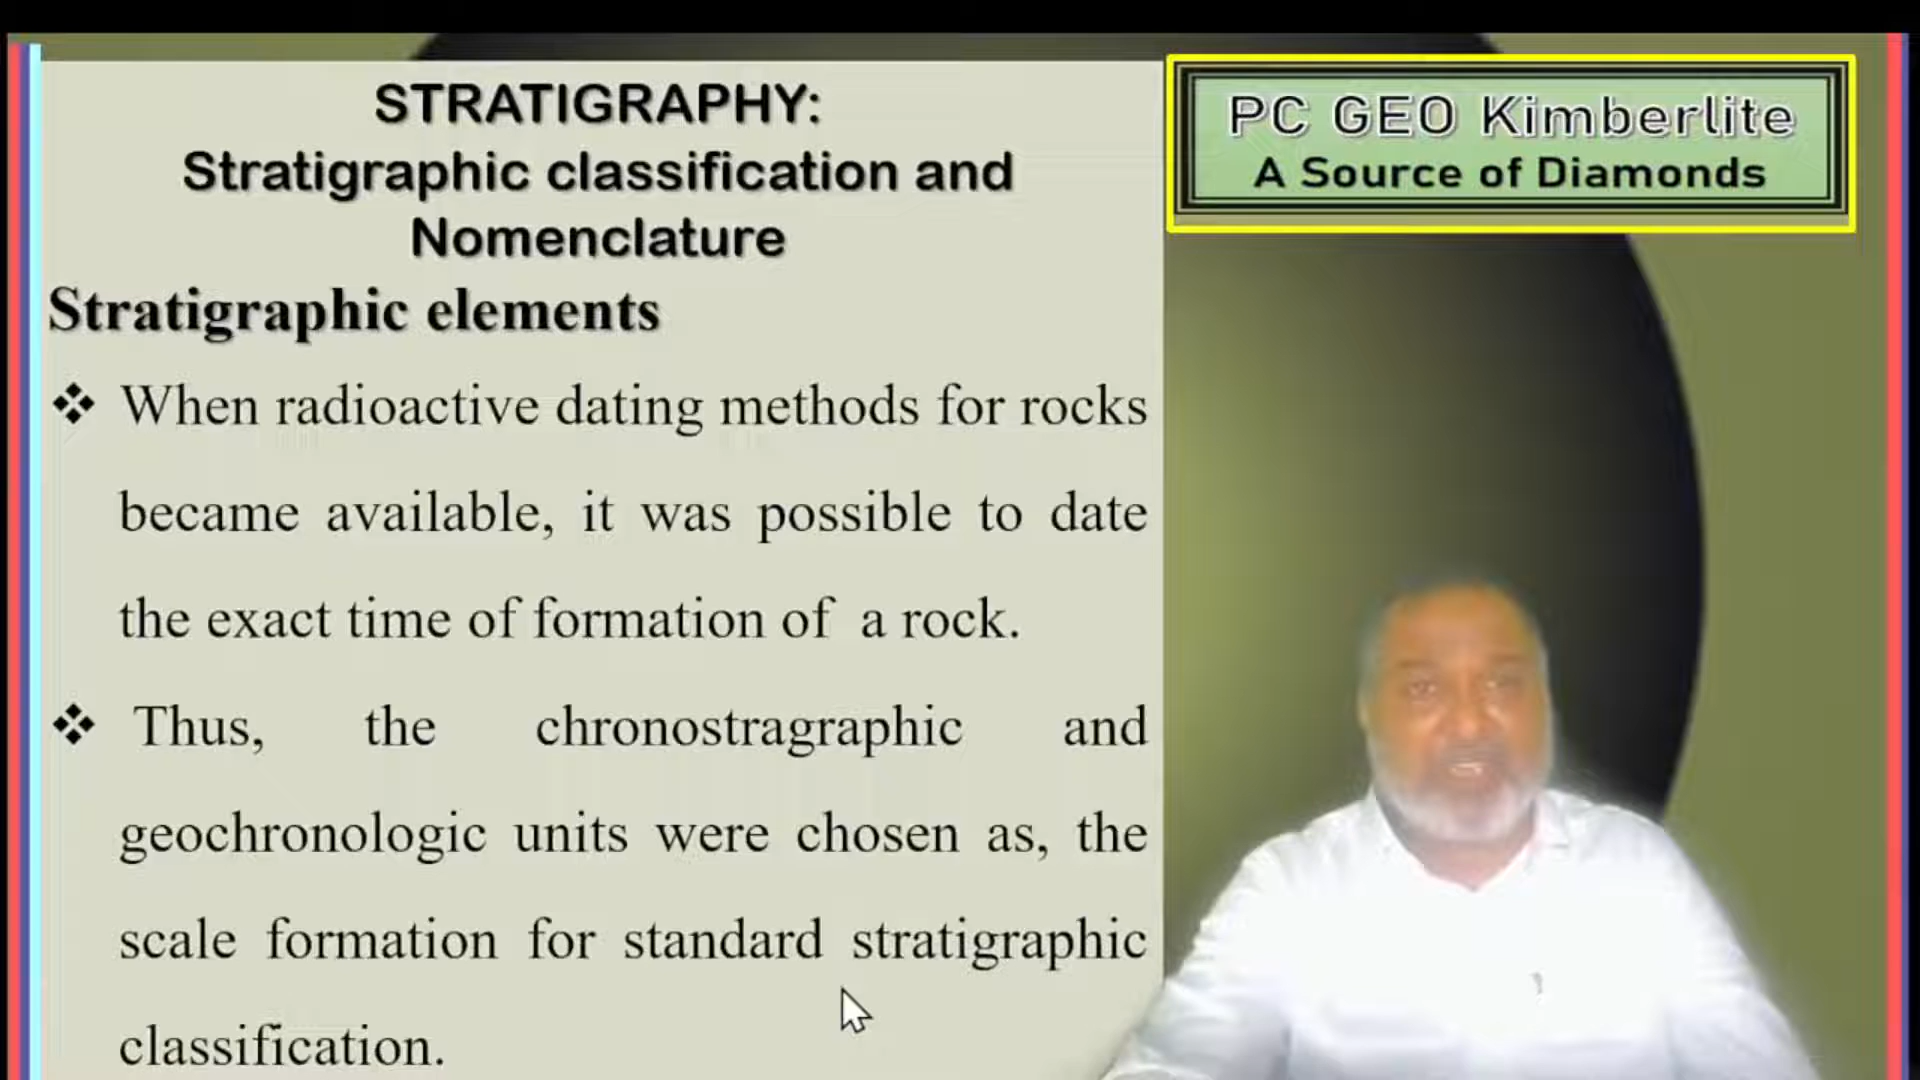 STRATIGRAPHY:
Stratigraphic classification and
Nomenclature
Stratigraphic elements
When radioactive dating methods for rocks
became available, it was possible to date
the exact time of formation of a rock.
Thus, the chronostragraphic and
geochronologic units were chosen as, the
scale formation for standard stratigraphic
classification.
PC GEO Kimberlite
A Source of Diamonds